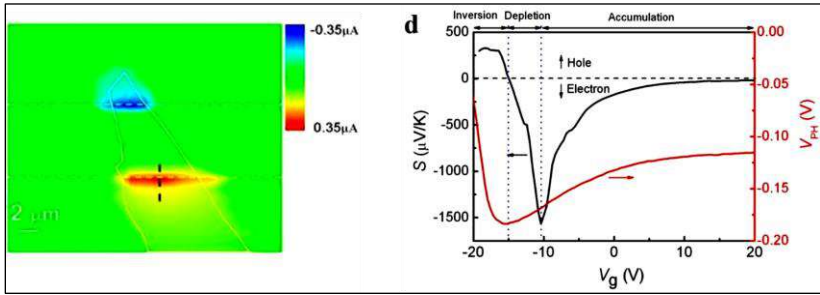 -0.35µA
0.35µA
2 µm
d
Inversion Depletion Accumulation
500
0
-500
-1000
-1500
S (µV/K)
Hole
Electron
0.00
-0.05
-0.10
-0.15
-0.20
V_PH (V)
-20 -10 0 10 20
Vg (V)